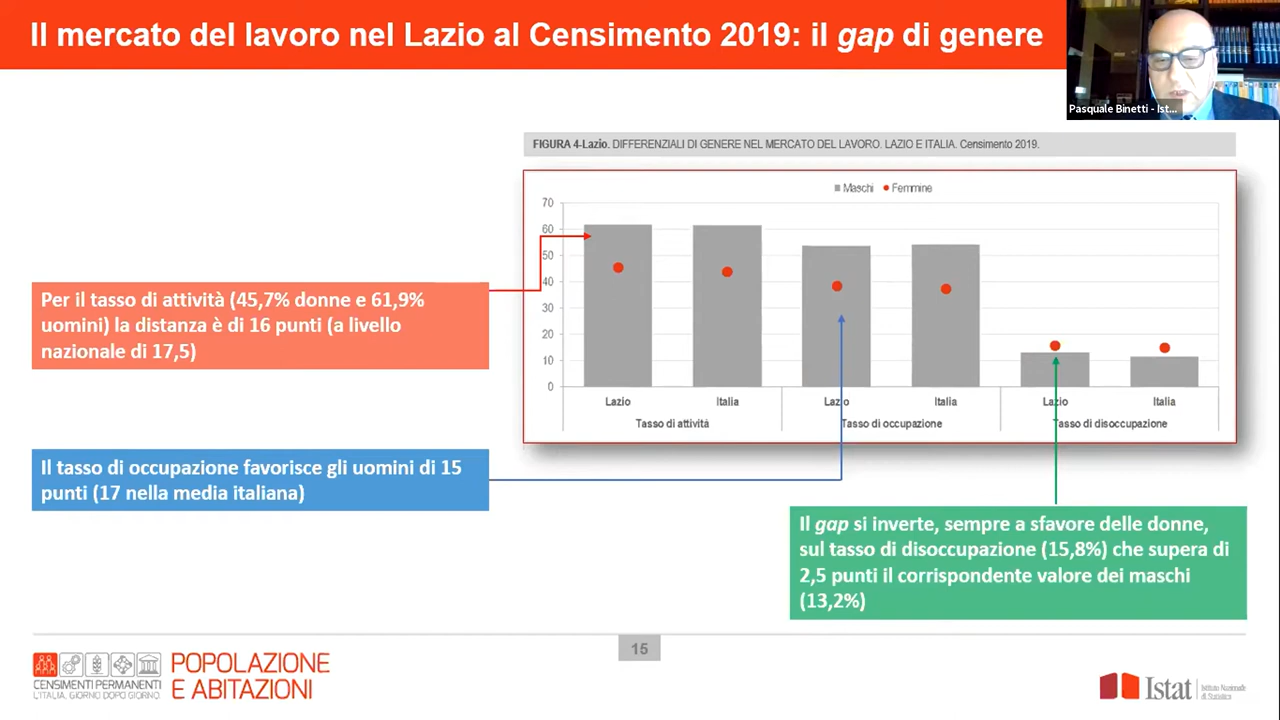 Il mercato del lavoro nel Lazio al Censimento 2019: il gap di genere
Pasquale Binetti - Ist...
FIGURA 4-Lazio. DIFFERENZIALI DI GENERE NEL MERCATO DEL LAVORO. LAZIO E ITALIA. Censimento 2019.
Maschi Femmine
70
60
50
40
30
20
10
0
Lazio Italia Lazio Italia Lazio Italia
Tasso di attività Tasso di occupazione Tasso di disoccupazione
Per il tasso di attività (45,7% donne e 61,9%
uomini) la distanza è di 16 punti (a livello
nazionale di 17,5)
Il tasso di occupazione favorisce gli uomini di 15
punti (17 nella media italiana)
Il gap si inverte, sempre a sfavore delle donne,
sul tasso di disoccupazione (15,8%) che supera di
2,5 punti il corrispondente valore dei maschi
(13,2%)
15
CENSIMENTI PERMANENTI
L'ITALIA. GIORNO DOPO GIORNO.
POPOLAZIONE
E ABITAZIONI
Istat
Istituto Nazionale
di Statistica